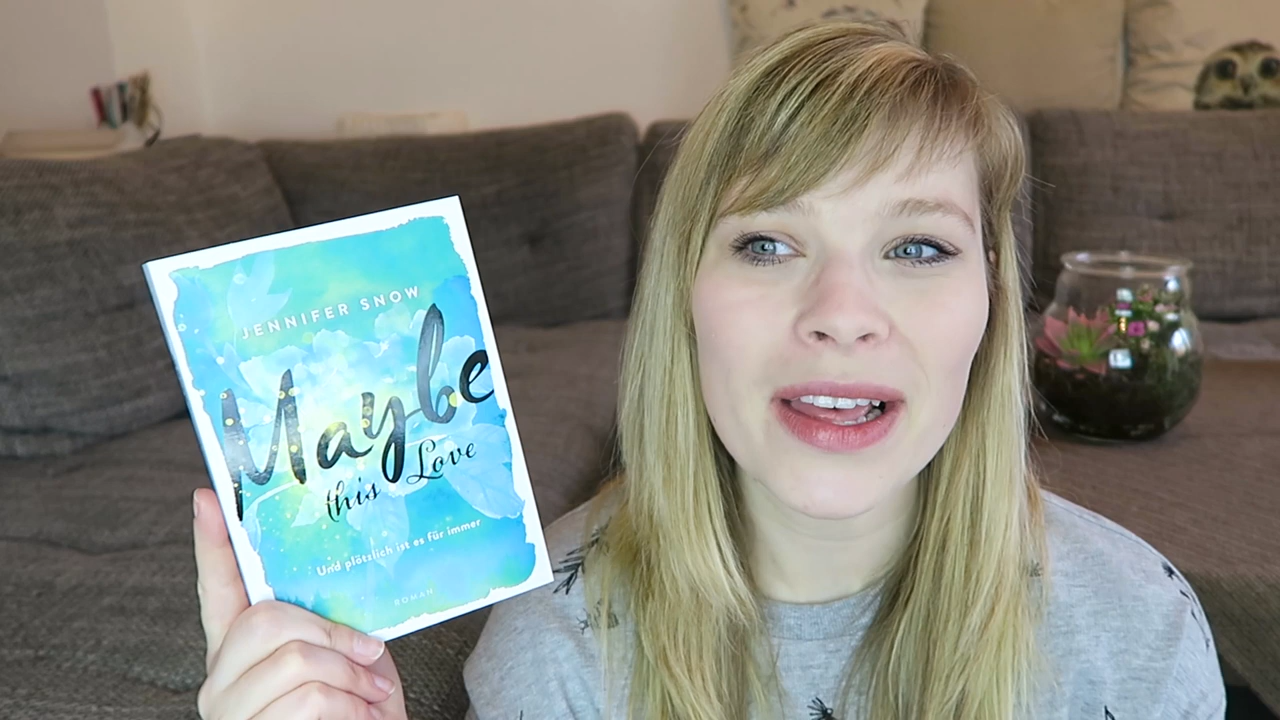 JENNIFER SNOW
Maybe
this Love
Und plötzlich ist es für immer
ROMAN